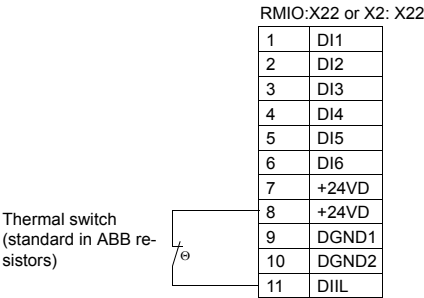 RMIO:X22 or X2: X22
1 DI1
2 DI2
3 DI3
4 DI4
5 DI5
6 DI6
7 +24VD
8 +24VD
9 DGND1
10 DGND2
11 DIIL
Thermal switch
(standard in ABB re-
sistors)
Θ